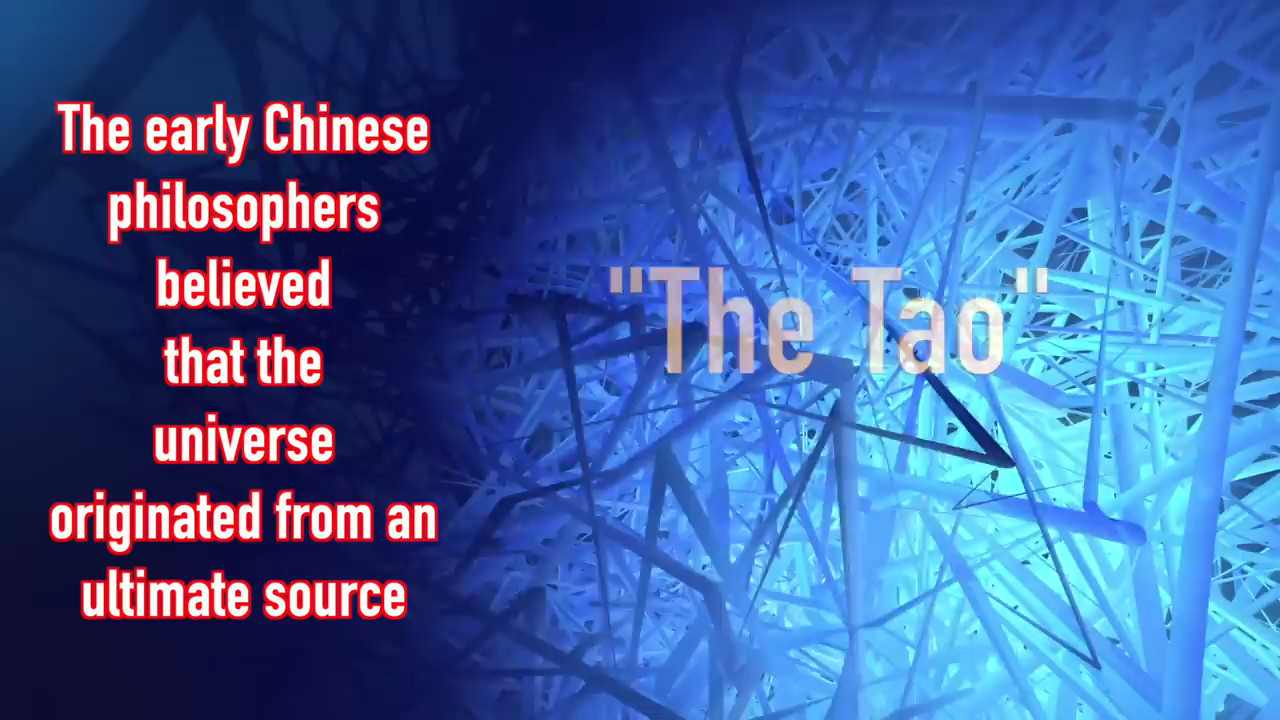 The early Chinese
philosophers
believed
that the
universe
originated from an
ultimate source
"The Tao"